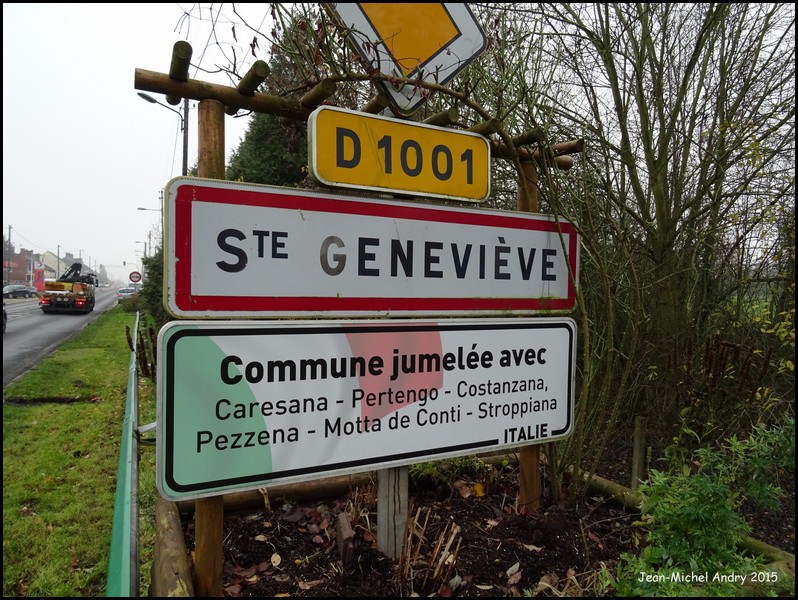 D 1001
STE GENEVIÈVE
Commune jumelée avec
Caresana - Pertengo - Costanzana,
Pezzena - Motta de Conti - Stroppiana
ITALIE
Jean-Michel Andry 2015